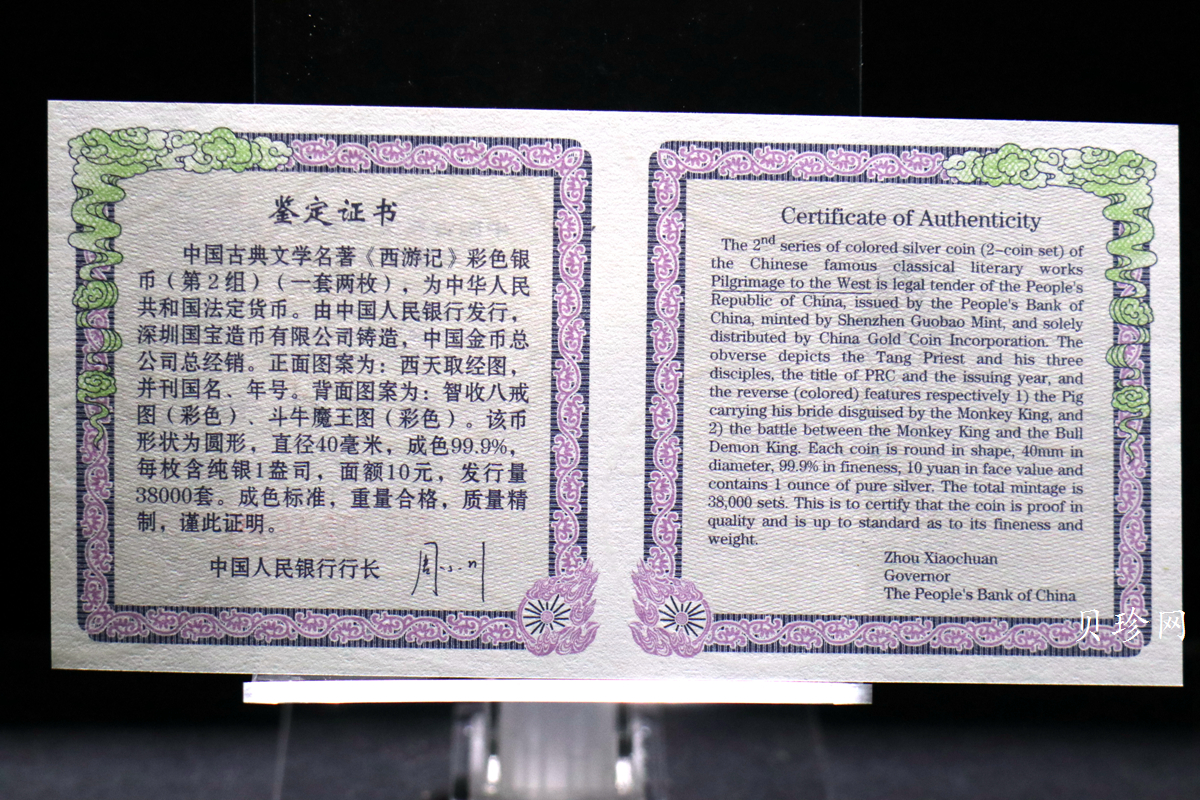 鉴定证书
中国古典文学名著《西游记》彩色银
币（第2组）（一套两枚），为中华人民
共和国法定货币。由中国人民银行发行，
深圳国宝造币有限公司铸造，中国金币总
公司总经销。正面图案为：西天取经图，
并刊国名、年号。背面图案为：智收八戒
图（彩色）、斗牛魔王图（彩色）。该币
形状为圆形，直径40毫米，成色99.9%，
每枚含纯银1盎司，面额10元，发行量
38000套。成色标准，重量合格，质量精
制，谨此证明。
中国人民银行行长 周小川
Certificate of Authenticity
The 2nd series of colored silver coin (2-coin set) of
the Chinese famous classical literary works
Pilgrimage to the West is legal tender of the People's
Republic of China, issued by the People's Bank of
China, minted by Shenzhen Guobao Mint, and solely
distributed by China Gold Coin Incorporation. The
obverse depicts the Tang Priest and his three
disciples, the title of PRC and the issuing year, and
the reverse (colored) features respectively 1) the Pig
carrying his bride disguised by the Monkey King, and
2) the battle between the Monkey King and the Bull
Demon King. Each coin is round in shape, 40mm in
diameter, 99.9% in fineness, 10 yuan in face value and
contains 1 ounce of pure silver. The total mintage is
38,000 sets. This is to certify that the coin is proof in
quality and is up to standard as to its fineness and
weight.
Zhou Xiaochuan
Governor
The People's Bank of China
贝珍网